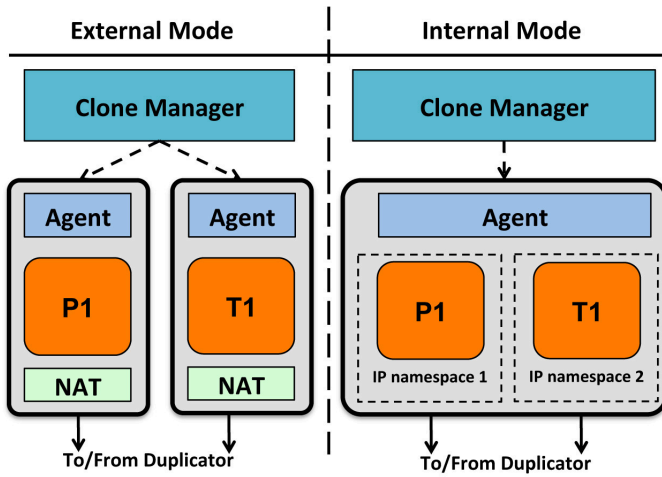 External Mode
Internal Mode
Clone Manager
Clone Manager
Agent
Agent
Agent
P1
T1
P1
T1
IP namespace 1
IP namespace 2
NAT
NAT
To/From Duplicator
To/From Duplicator